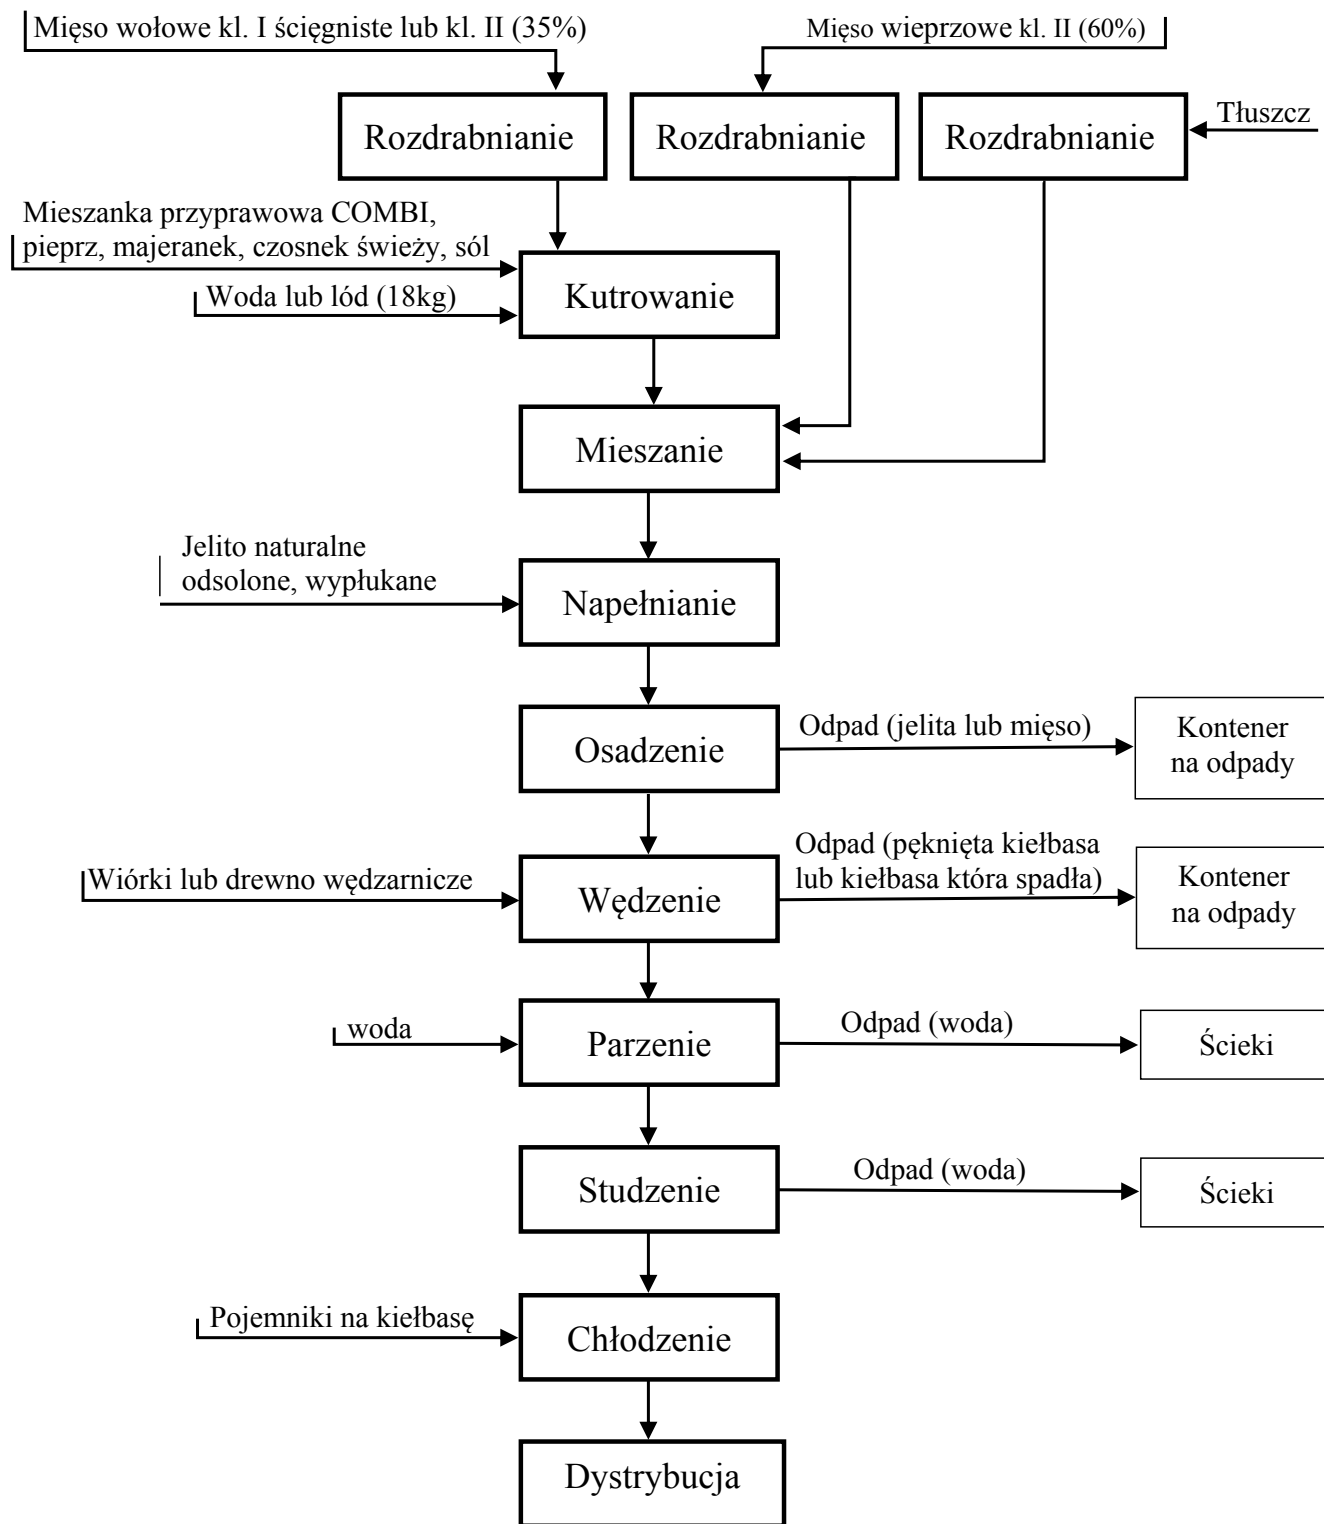 Mięso wołowe kl. I ścięgniste lub kl. II (35%)
Mięso wieprzowe kl. II (60%)
Rozdrabnianie
Rozdrabnianie
Rozdrabnianie
Tłuszcz
Mieszanka przyprawowa COMBI,
pieprz, majeranek, czosnek świeży, sól
Woda lub lód (18kg)
Kutrowanie
Mieszanie
Jelito naturalne
odsolone, wypłukane
Napełnianie
Osadzenie
Odpad (jelita lub mięso)
Kontener
na odpady
Wiórki lub drewno wędzarnicze
Wędzenie
Odpad (pęknięta kiełbasa
lub kiełbasa która spadła)
Kontener
na odpady
woda
Parzenie
Odpad (woda)
Ścieki
Studzenie
Odpad (woda)
Ścieki
Pojemniki na kiełbasę
Chłodzenie
Dystrybucja